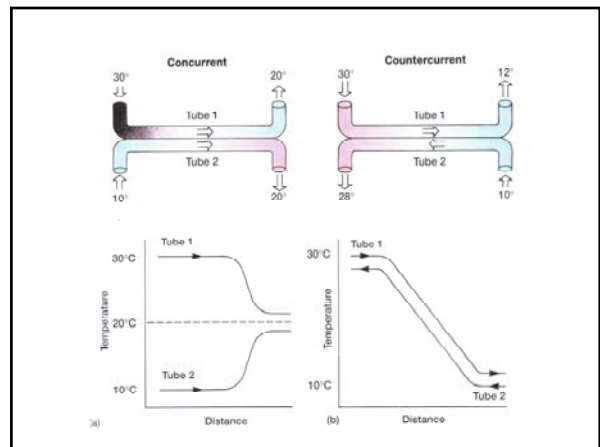 Concurrent
30°
20°
Tube 1
Tube 2
10°
20°
Countercurrent
30°
12°
Tube 1
Tube 2
28°
10°
Temperature
30°C
20°C
10°C
Tube 1
Tube 2
(a)
Distance
Temperature
30°C
10°C
Tube 1
Tube 2
(b)
Distance